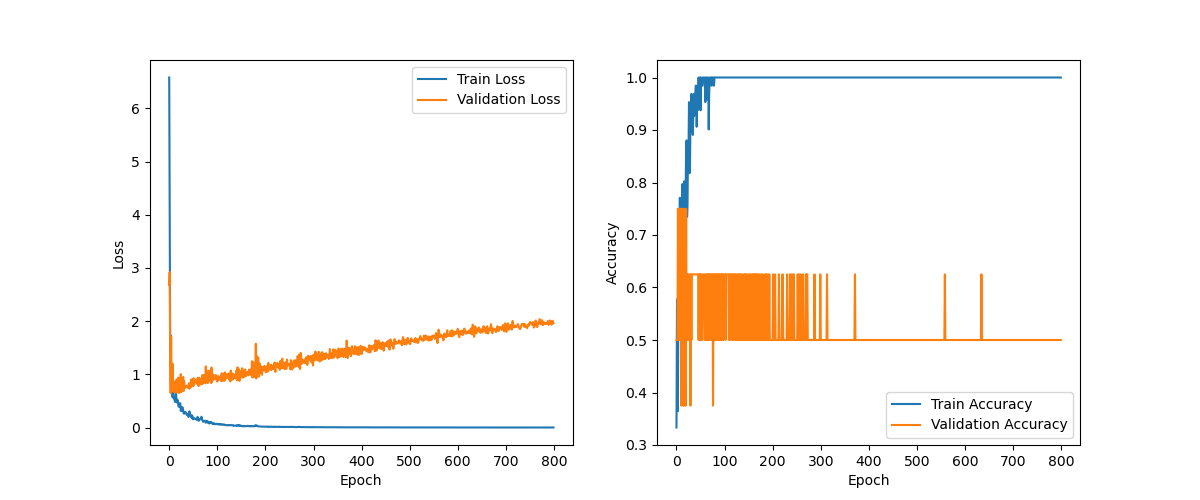 Train Loss
Validation Loss
6
5
4
3
2
1
0
Loss
0 100 200 300 400 500 600 700 800
Epoch
1.0
0.9
0.8
0.7
0.6
0.5
0.4
0.3
Accuracy
Train Accuracy
Validation Accuracy
0 100 200 300 400 500 600 700 800
Epoch